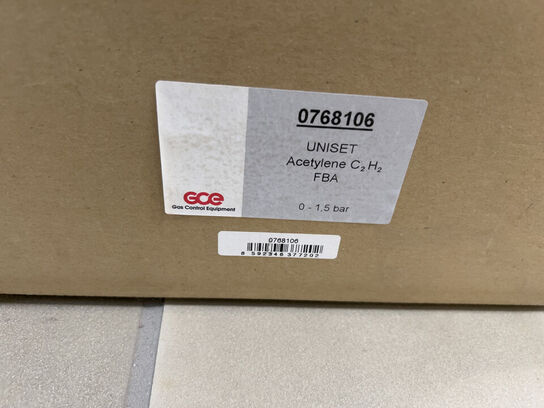 0768106
UNISET
Acetylene C₂H₂
FBA
0 - 1,5 bar
GCE
Gas Control Equipment
0768106
8 592346 377202